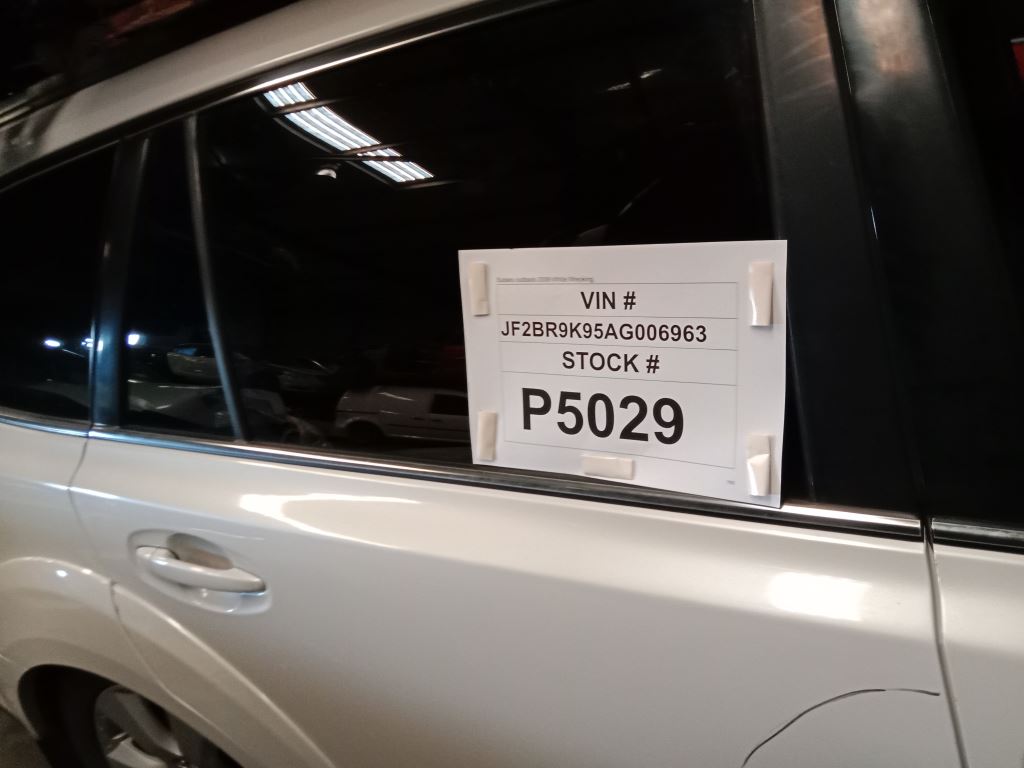 VIN #
JF2BR9K95AG006963
STOCK #
P5029